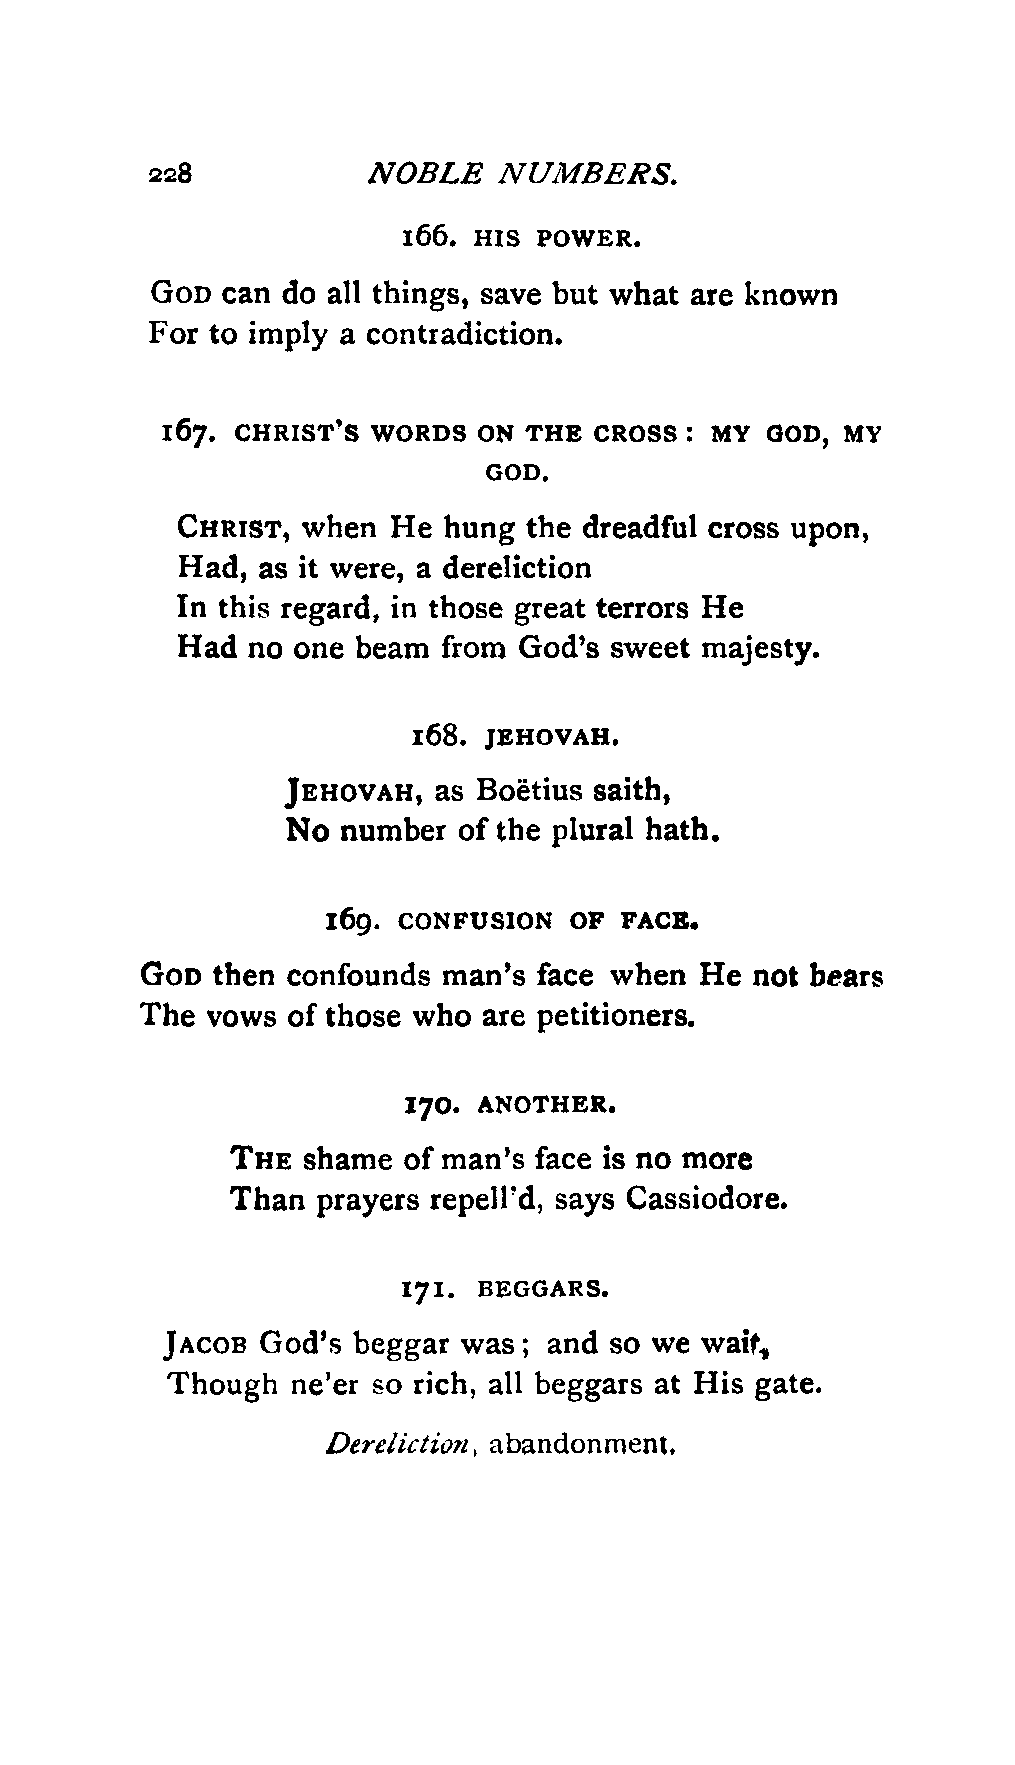 228 NOBLE NUMBERS.
166. HIS POWER.
GOD can do all things, save but what are known
For to imply a contradiction.
167. CHRIST'S WORDS ON THE CROSS : MY GOD, MY
GOD.
CHRIST, when He hung the dreadful cross upon,
Had, as it were, a dereliction
In this regard, in those great terrors He
Had no one beam from God's sweet majesty.
168. JEHOVAH.
JEHOVAH, as Boëtius saith,
No number of the plural hath.
169. CONFUSION OF FACE.
GOD then confounds man's face when He not bears
The vows of those who are petitioners.
170. ANOTHER.
THE shame of man's face is no more
Than prayers repell'd, says Cassiodore.
171. BEGGARS.
JACOB God's beggar was ; and so we wait,
Though ne'er so rich, all beggars at His gate.
Dereliction, abandonment.